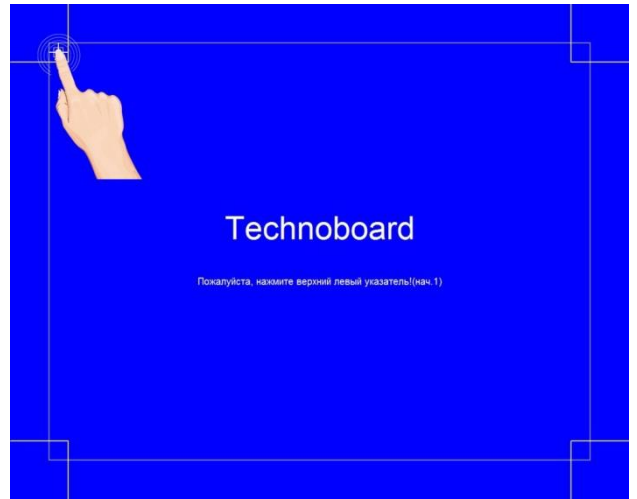 Technoboard
Пожалуйста, нажмите верхний левый указатель!(нач.1)